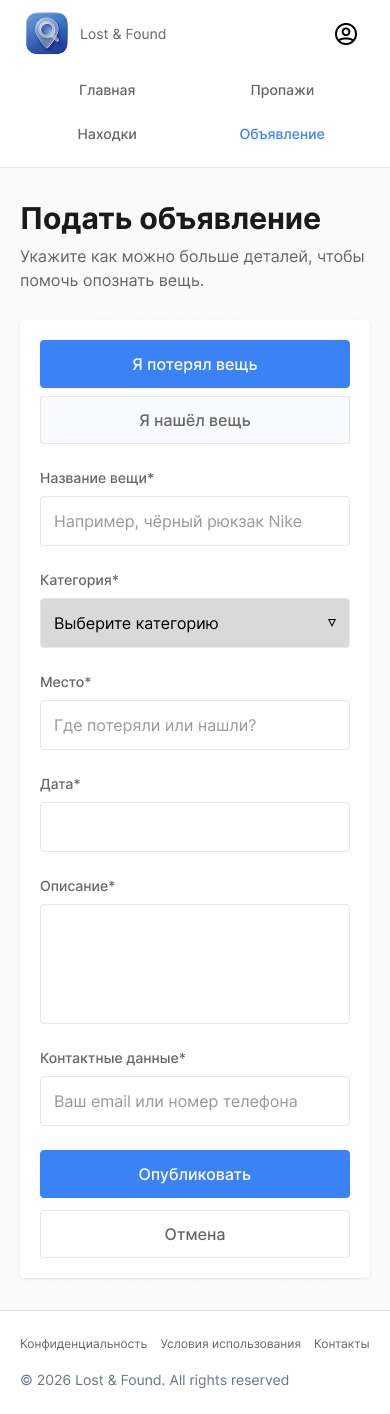 Lost & Found
Главная
Пропажи
Находки
Объявление
Подать объявление
Укажите как можно больше деталей, чтобы
помочь опознать вещь.
Я потерял вещь
Я нашёл вещь
Название вещи*
Например, чёрный рюкзак Nike
Категория*
Выберите категорию
Место*
Где потеряли или нашли?
Дата*
Описание*
Контактные данные*
Ваш email или номер телефона
Опубликовать
Отмена
Конфиденциальность Условия использования Контакты
© 2026 Lost & Found. All rights reserved